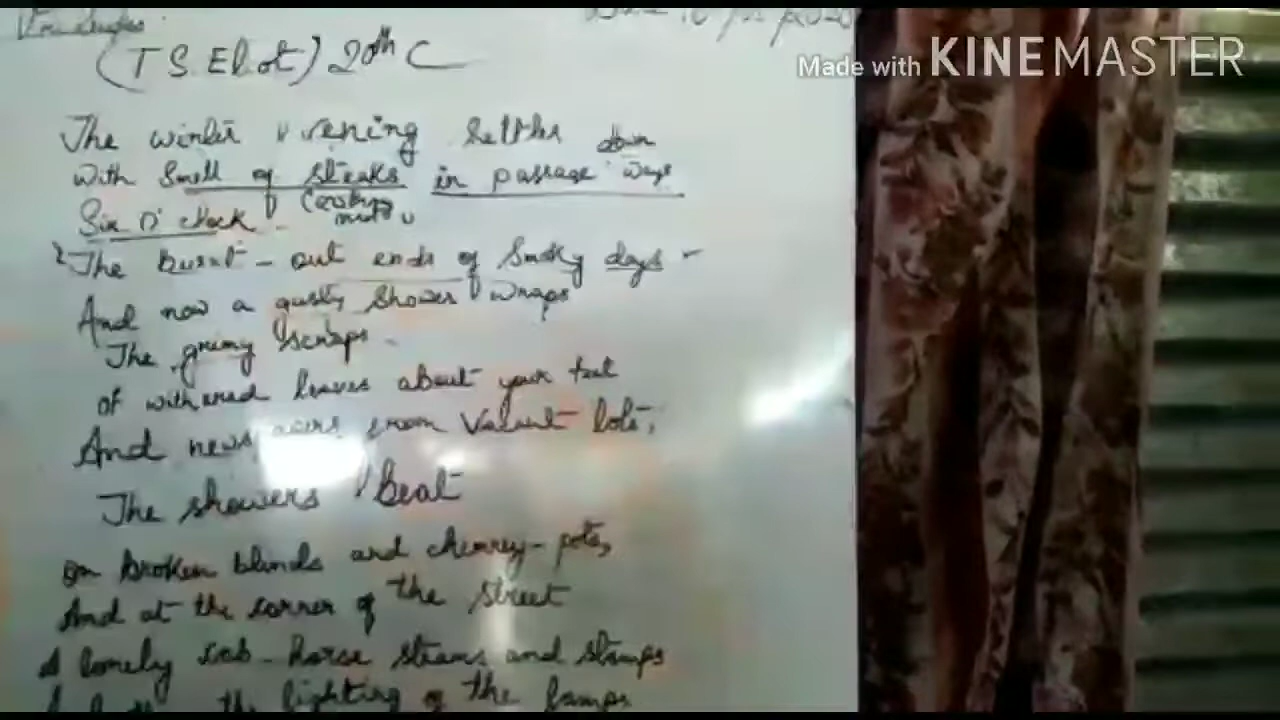 Preludes
(T S. Eliot) 20th C
Made with KINEMASTER
The winter evening settles down
With smell of steaks in passage ways
(cooking
Six O' clock.
The burnt - out ends of smoky days
And now a gusty shower wraps
The grimy scraps
of withered leaves about your feet
And news from vacant lots;
The showers beat
on broken blinds and chimney - pots,
And at the corner of the street
A lonely cab - horse steams and stamps
the lighting of the lamps